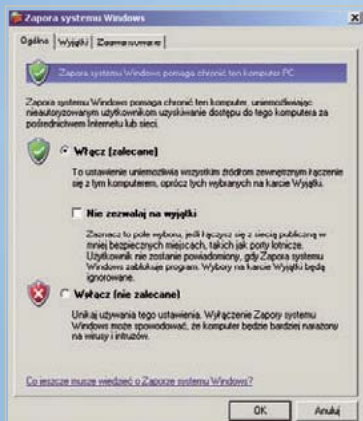 Zapora systemu Windows
Ogólne Wyjątki Zaawansowane
Zapora systemu Windows pomaga chronić ten komputer PC
Zapora systemu Windows pomaga chronić ten komputer, uniemożliwiając
nieautoryzowanym użytkownikom uzyskiwanie dostępu do tego komputera za
pośrednictwem Internetu lub sieci.
Włącz (zalecane)
To ustawienie uniemożliwia wszystkim źródłom zewnętrznym łączenie
się z tym komputerem, oprócz tych wybranych na karcie Wyjątki.
Nie zezwalaj na wyjątki
Zaznacz to pole wyboru, jeśli łączysz się z siecią publiczną w
mniej bezpiecznych miejscach, takich jak porty lotnicze.
Użytkownik nie zostanie powiadomiony, gdy Zapora systemu
Windows zablokuje program. Wybory na karcie Wyjątki będą
ignorowane.
Wyłącz (nie zalecane)
Unikaj używania tego ustawienia. Wyłączenie Zapory systemu
Windows może spowodować, że komputer będzie bardziej narażony
na wirusy i intruzów.
Co jeszcze muszę wiedzieć o Zaporze systemu Windows?
OK Anuluj